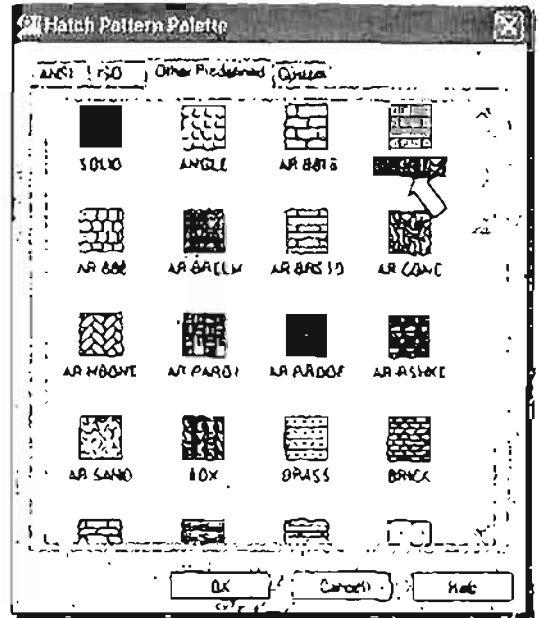 Hatch Pattern Palette
ANSI ISO Other Predefined Custom
SOLID ANGLE AR-B816
AR-B88 AR-BRELM AR-BRSTD AR-CONC
AR-HBONE AR-PARQ1 AR-RROOF AR-RSHKE
AR-SAND BOX BRASS BRICK
OK Cancel Help